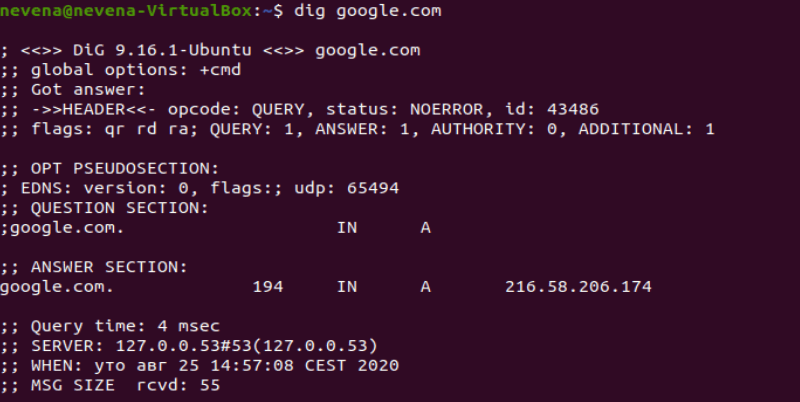 nevena@nevena-VirtualBox:~$ dig google.com
; <<>> DiG 9.16.1-Ubuntu <<>> google.com
;; global options: +cmd
;; Got answer:
;; ->>HEADER<<- opcode: QUERY, status: NOERROR, id: 43486
;; flags: qr rd ra; QUERY: 1, ANSWER: 1, AUTHORITY: 0, ADDITIONAL: 1
;; OPT PSEUDOSECTION:
; EDNS: version: 0, flags:; udp: 65494
;; QUESTION SECTION:
;google.com. IN A
;; ANSWER SECTION:
google.com. 194 IN A 216.58.206.174
;; Query time: 4 msec
;; SERVER: 127.0.0.53#53(127.0.0.53)
;; WHEN: уто авг 25 14:57:08 CEST 2020
;; MSG SIZE rcvd: 55